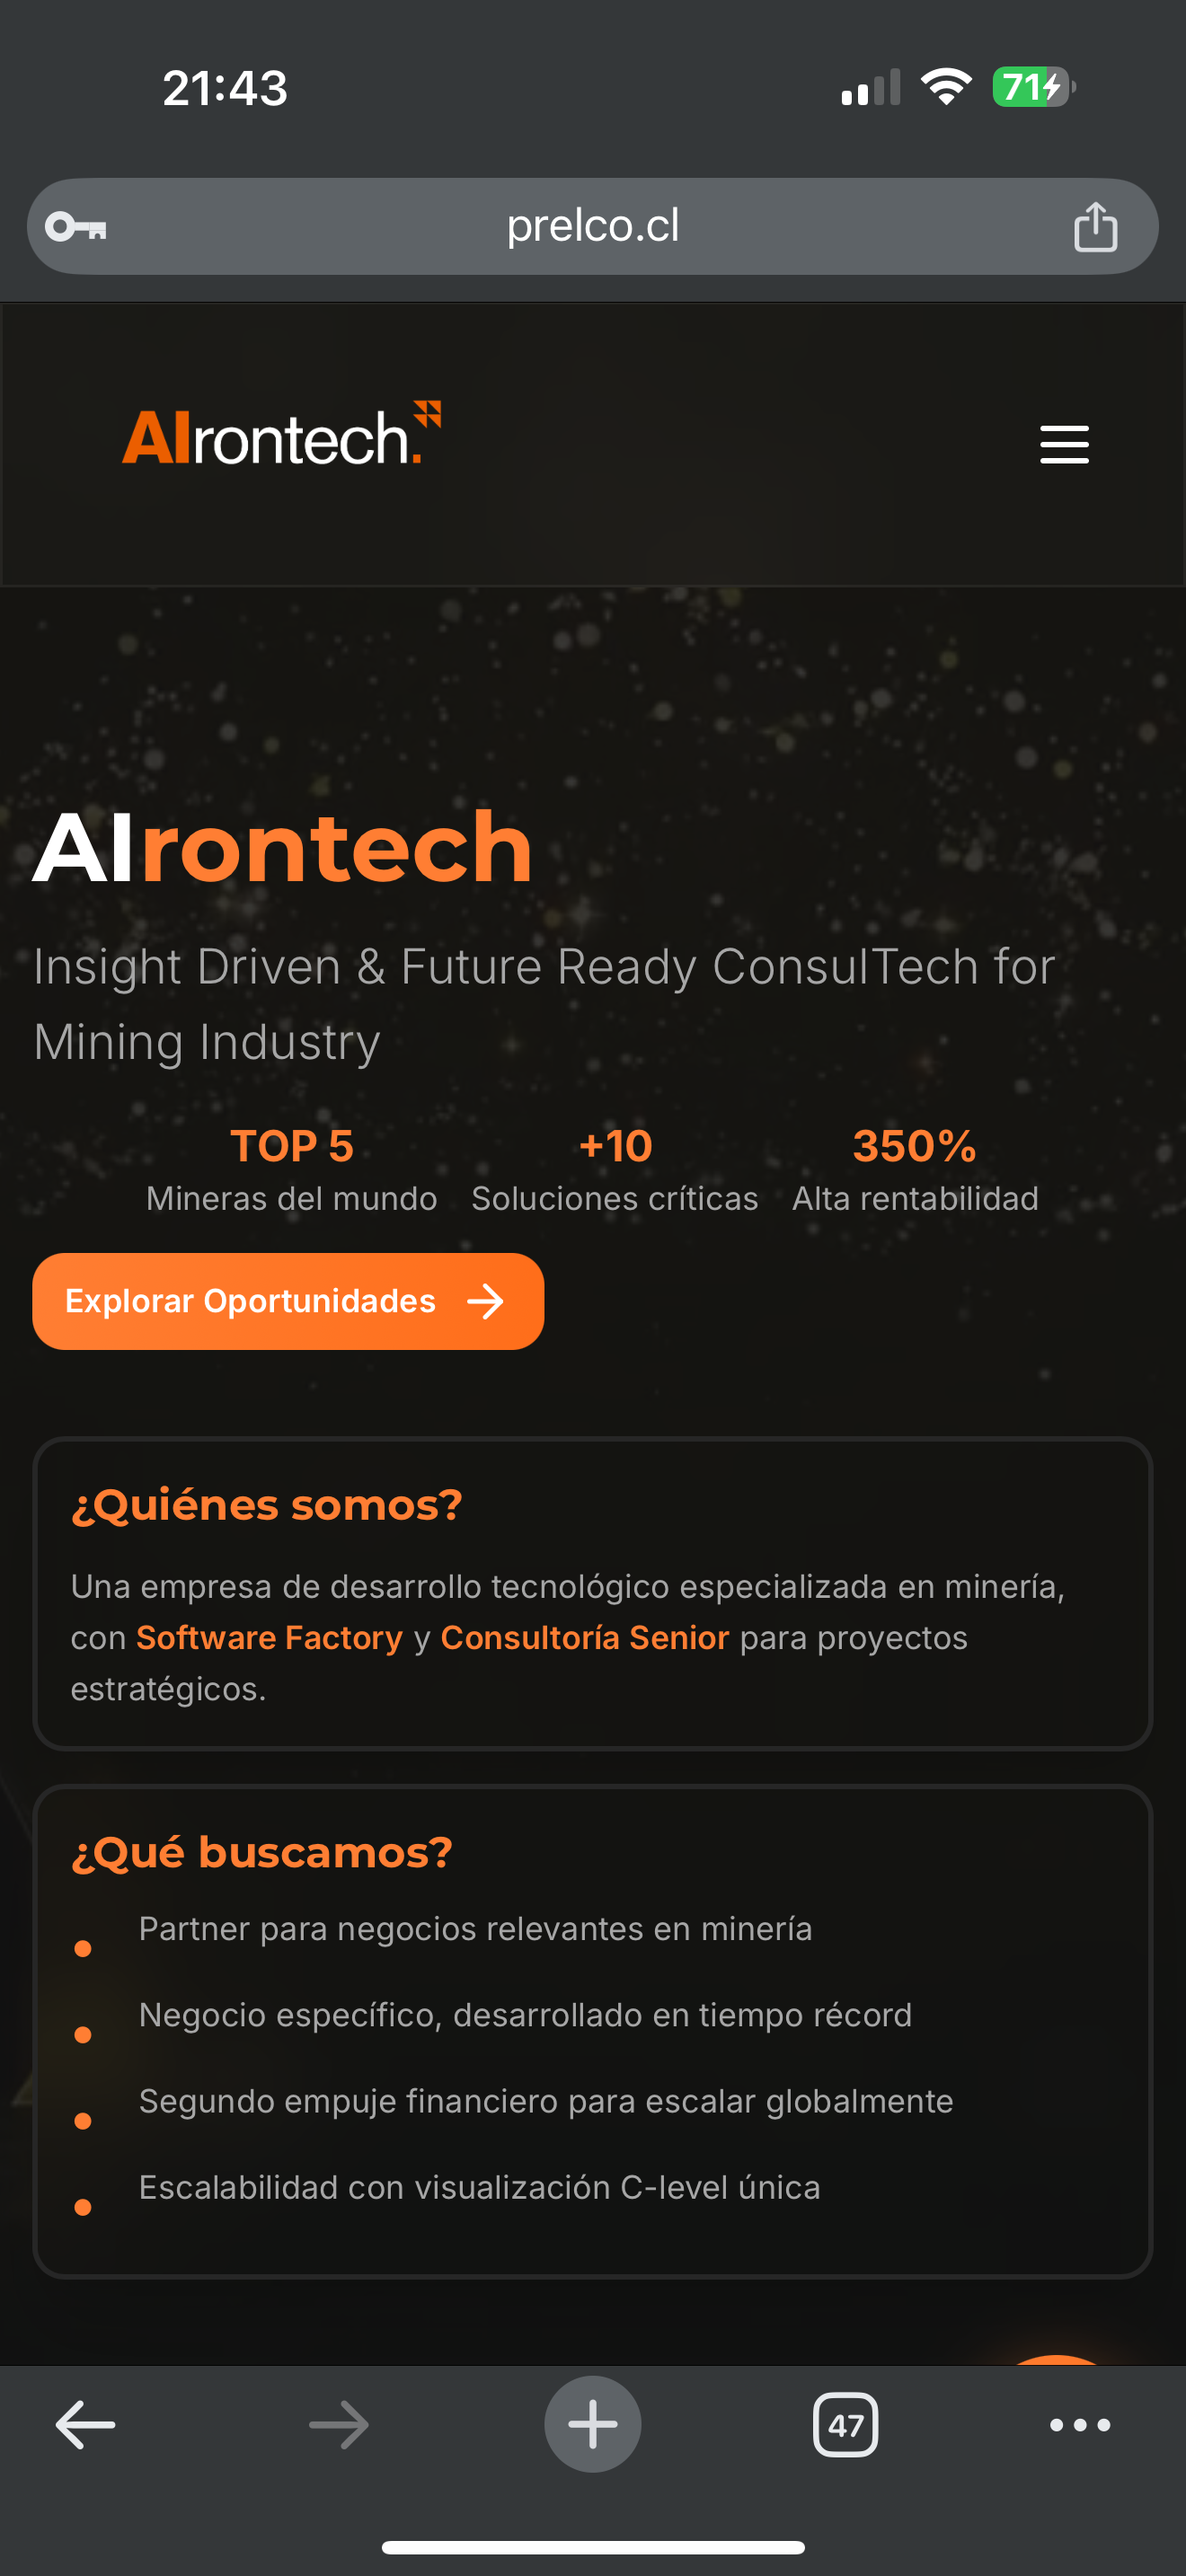 21:43
71
prelco.cl
AIrontech.
AIrontech
Insight Driven & Future Ready ConsulTech for
Mining Industry
TOP 5 +10 350%
Mineras del mundo Soluciones críticas Alta rentabilidad
Explorar Oportunidades →
¿Quiénes somos?
Una empresa de desarrollo tecnológico especializada en minería,
con Software Factory y Consultoría Senior para proyectos
estratégicos.
¿Qué buscamos?
• Partner para negocios relevantes en minería
• Negocio específico, desarrollado en tiempo récord
• Segundo empuje financiero para escalar globalmente
• Escalabilidad con visualización C-level única
47